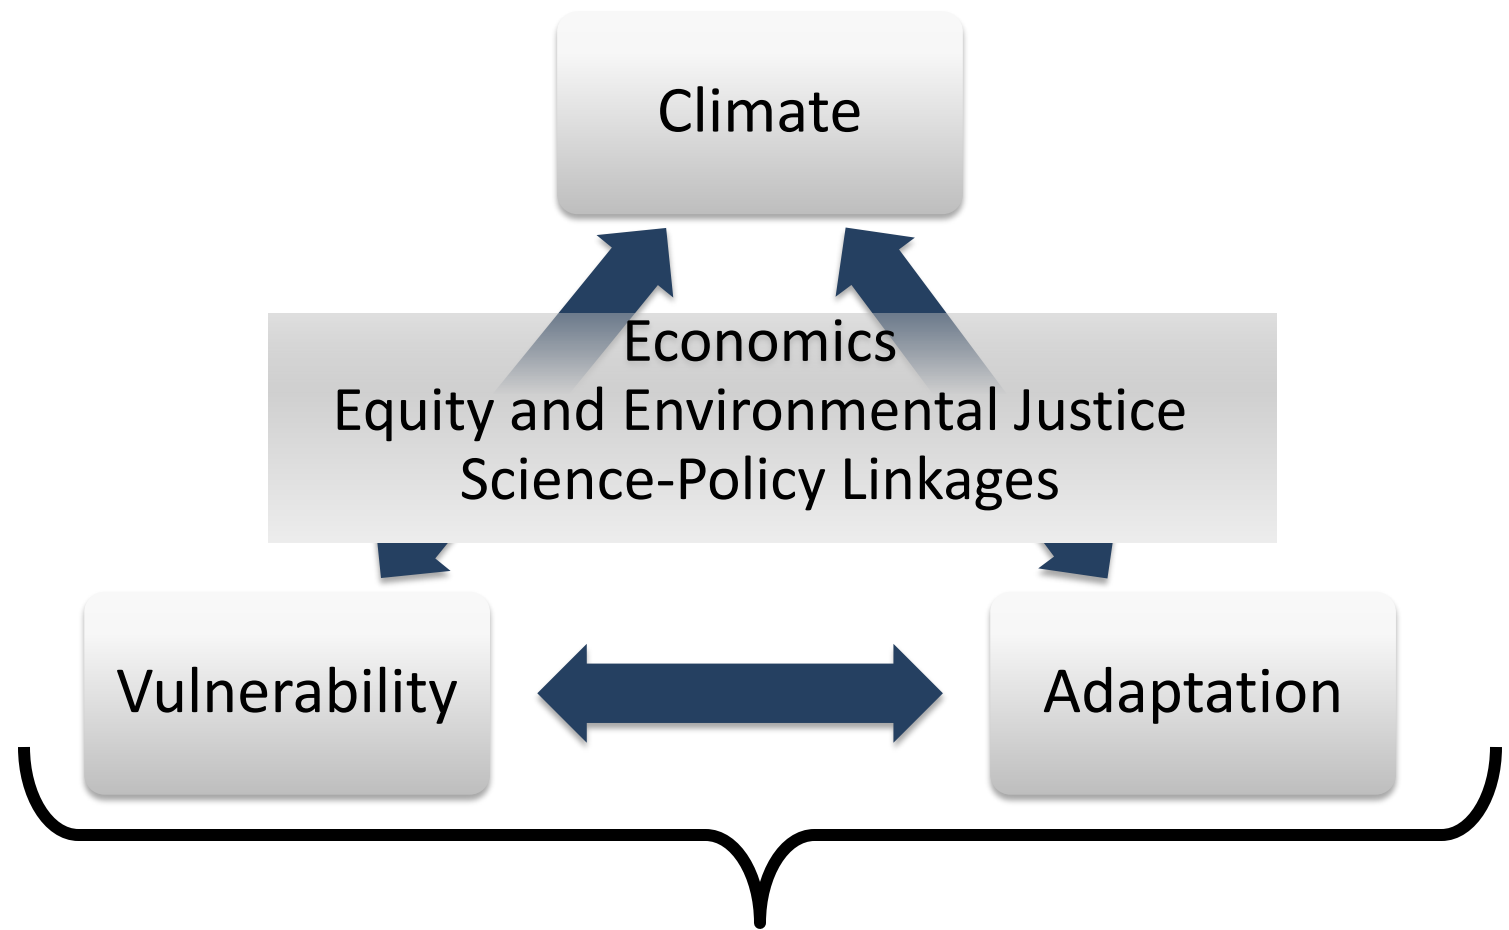 Climate
Economics
Equity and Environmental Justice
Science-Policy Linkages
Vulnerability
Adaptation